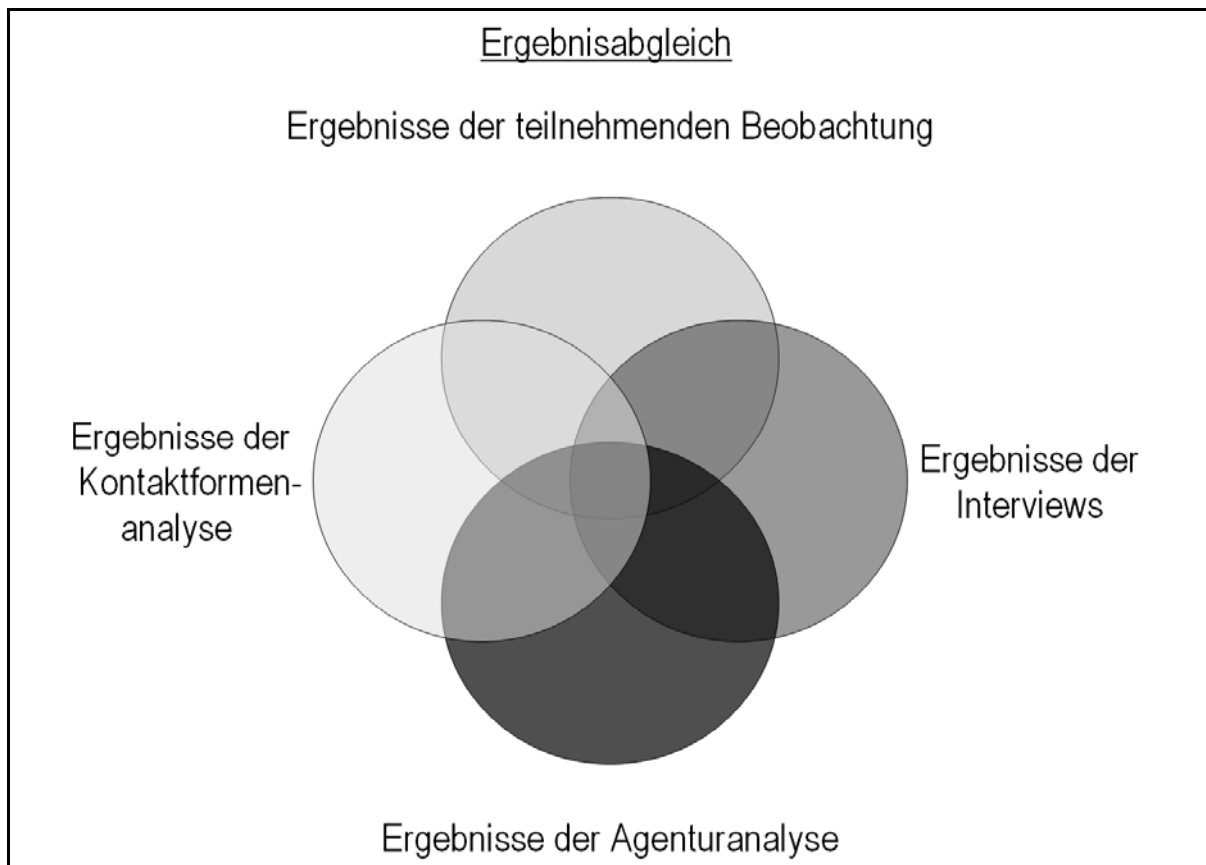 Ergebnisabgleich
Ergebnisse der teilnehmenden Beobachtung
Ergebnisse der
Kontaktformen-
analyse
Ergebnisse der
Interviews
Ergebnisse der Agenturanalyse